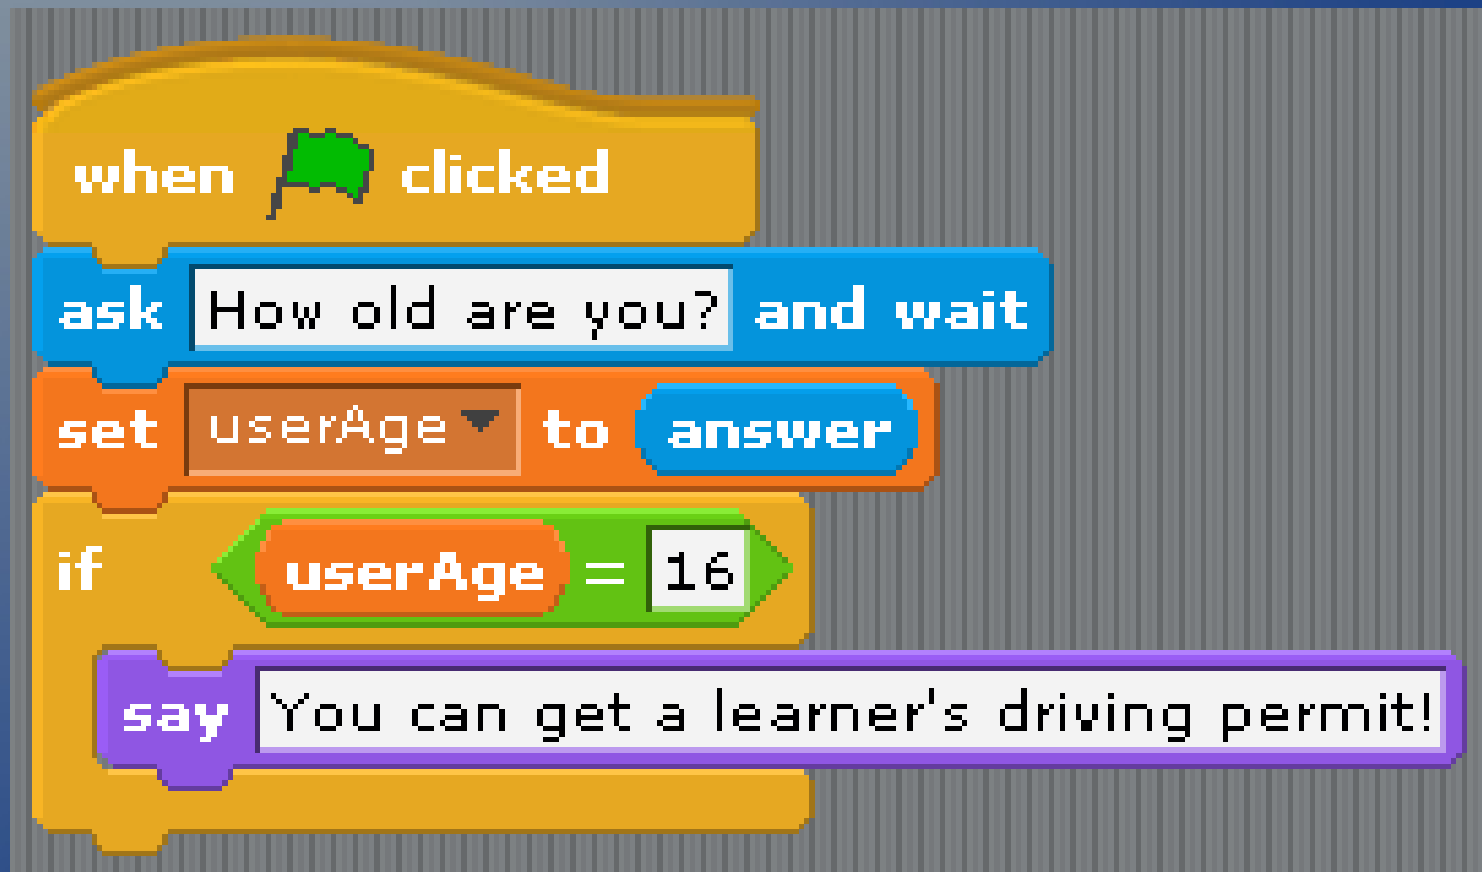 when clicked
ask How old are you? and wait
set userAge to answer
if userAge = 16
say You can get a learner's driving permit!